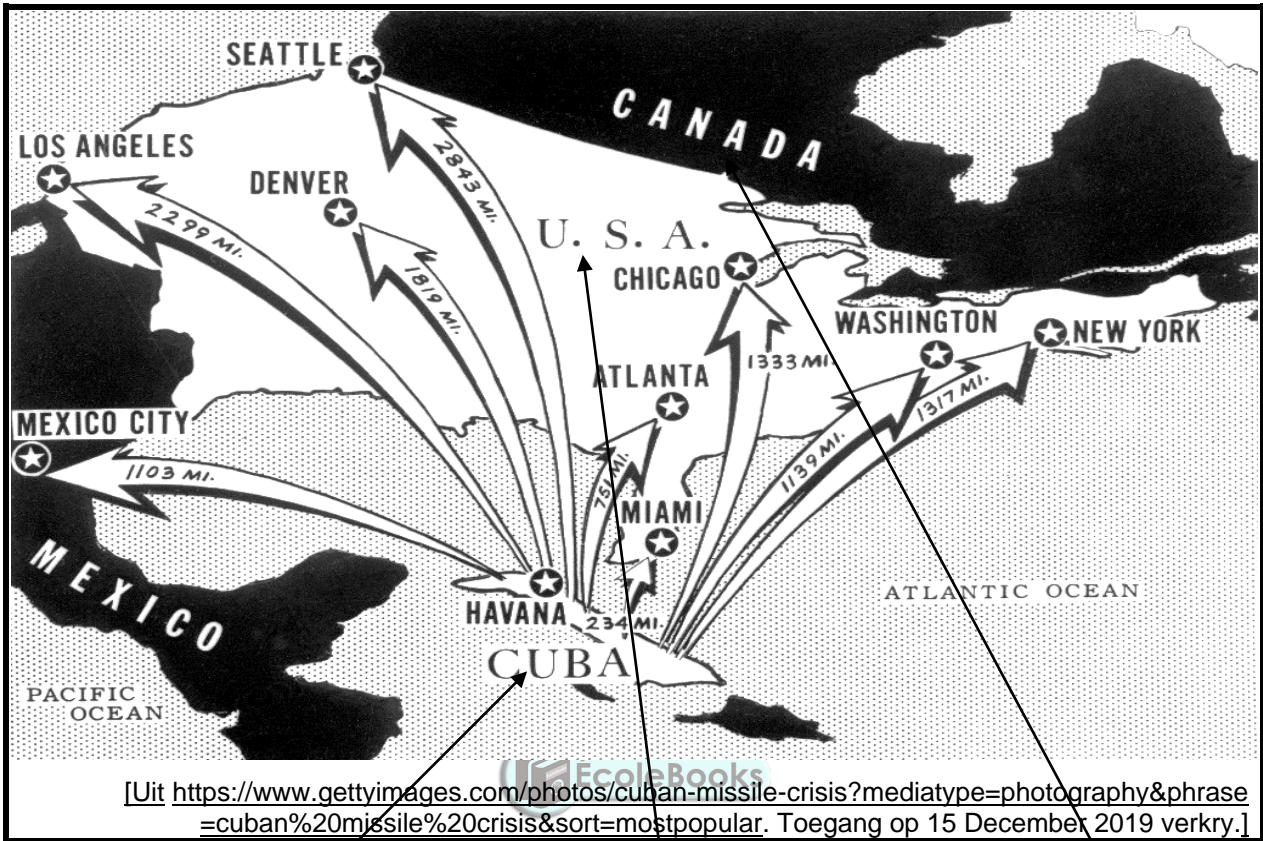 SEATTLE
CANADA
LOS ANGELES
2843 MI.
DENVER
2299 MI.
U. S. A.
CHICAGO
1819 MI.
WASHINGTON
NEW YORK
1333 MI.
ATLANTA
1317 MI.
MEXICO CITY
1139 MI.
1103 MI.
751 MI.
MIAMI
MEXICO
HAVANA
ATLANTIC OCEAN
234 MI.
CUBA
PACIFIC
OCEAN
EcoleBooks
[Uit https://www.gettyimages.com/photos/cuban-missile-crisis?mediatype=photography&phrase
=cuban%20missile%20crisis&sort=mostpopular. Toegang op 15 December 2019 verkry.]